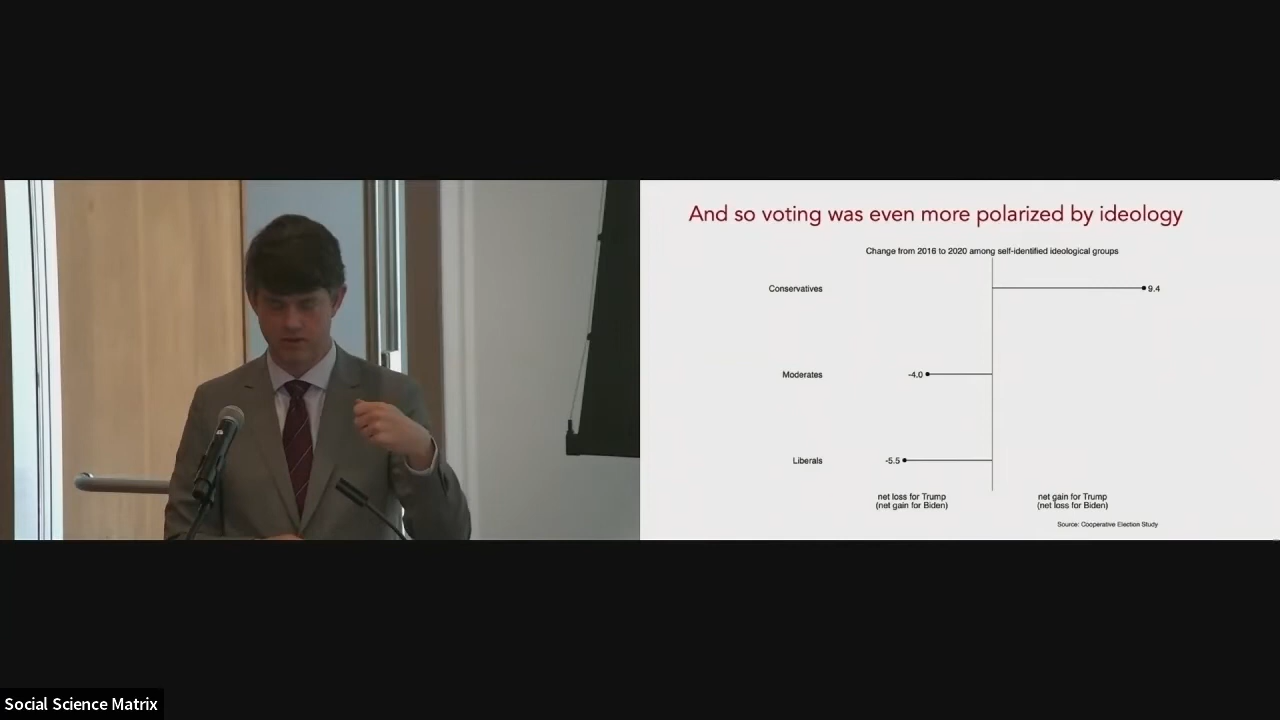 And so voting was even more polarized by ideology
Change from 2016 to 2020 among self-identified ideological groups
Conservatives
9.4
Moderates
-4.0
Liberals
-5.5
net loss for Trump
(net gain for Biden)
net gain for Trump
(net loss for Biden)
Source: Cooperative Election Study
Social Science Matrix